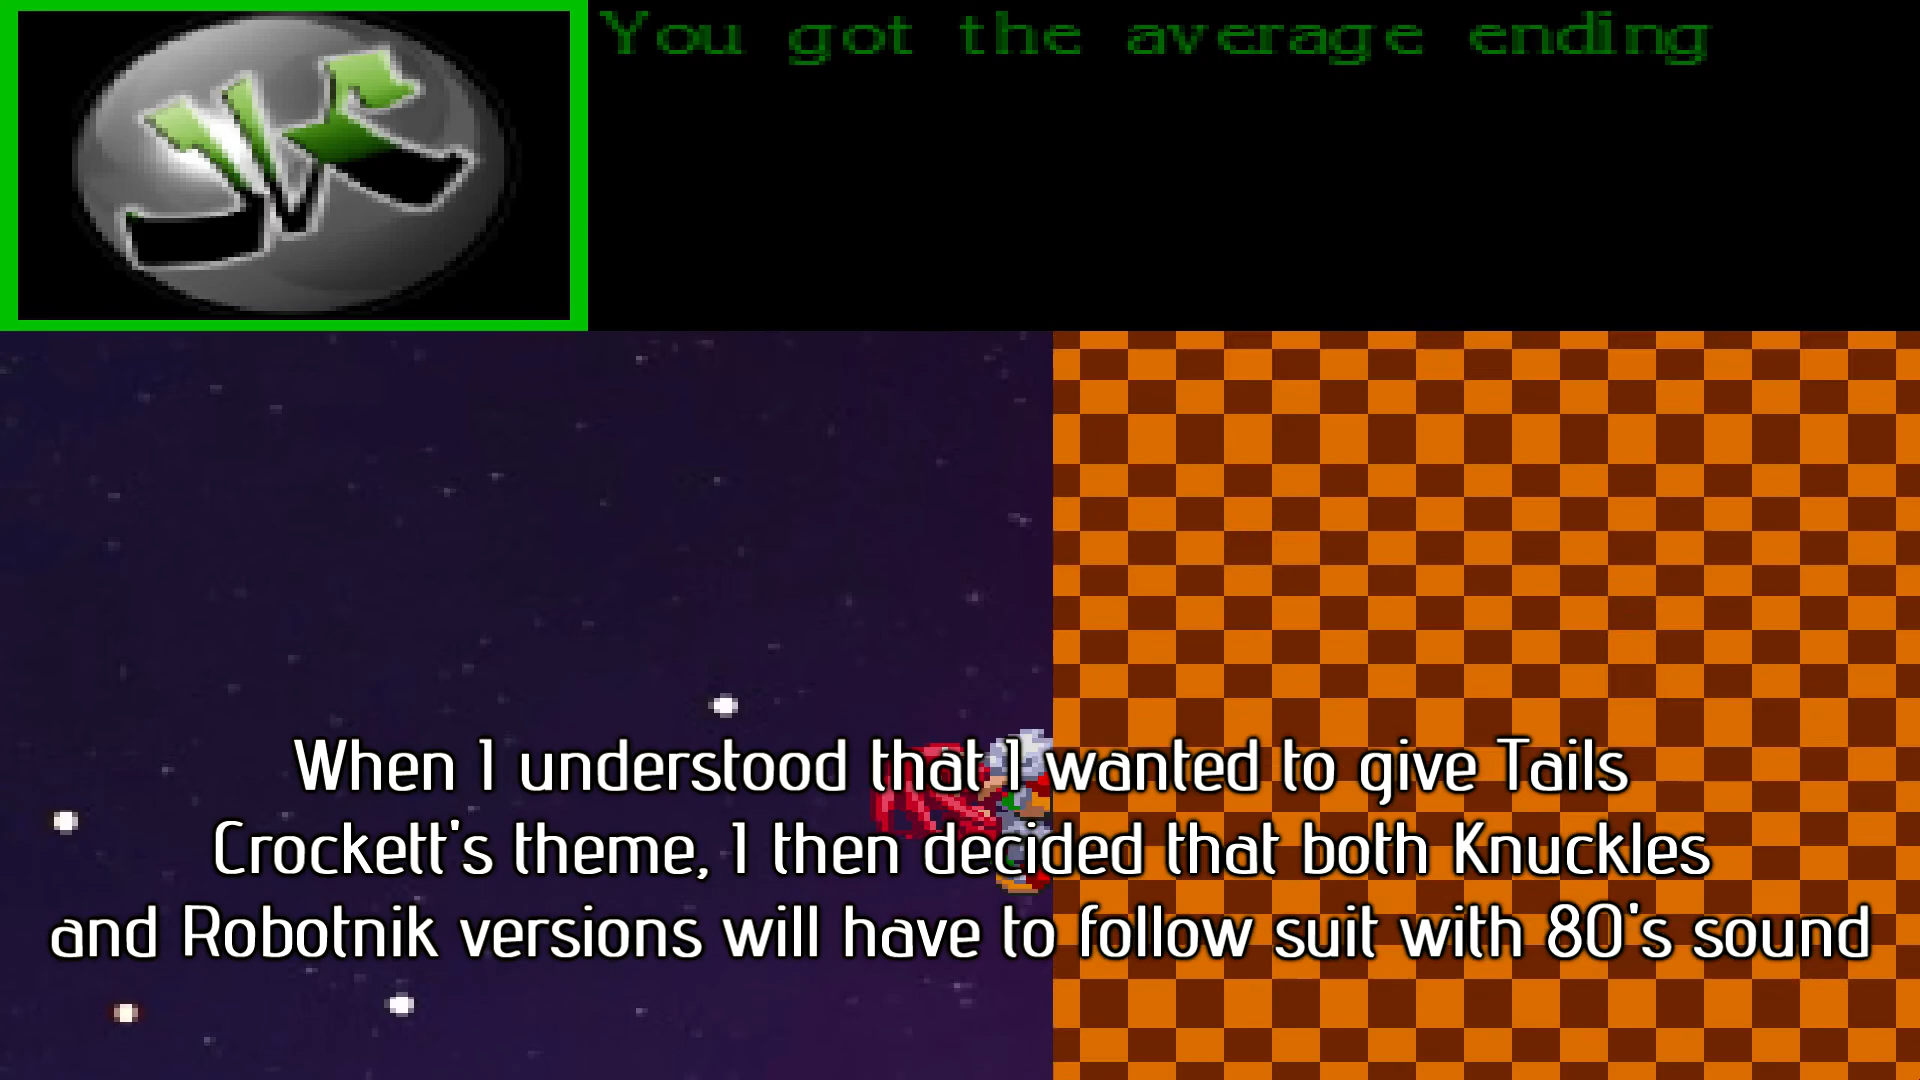 You got the average ending
When I understood that I wanted to give Tails
Crockett's theme, I then decided that both Knuckles
and Robotnik versions will have to follow suit with 80's sound